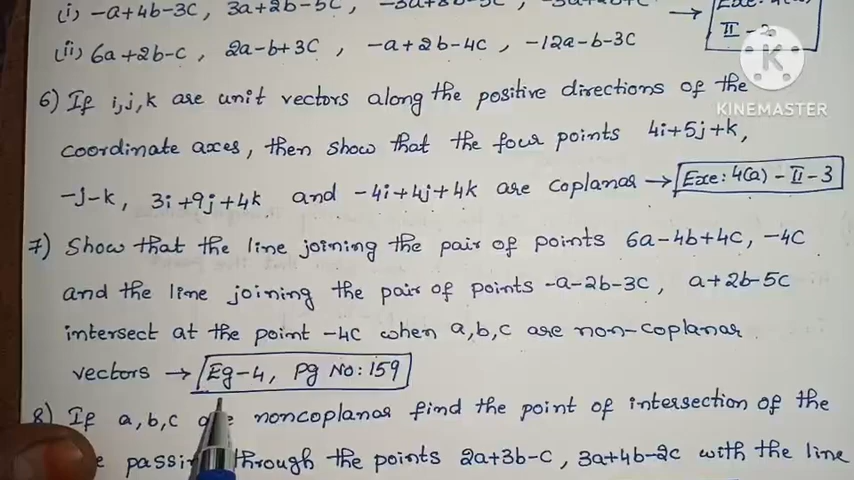 (i) -a+4b-3c, 3a+2b-5c,
(ii) 6a+2b-c, 2a-b+3c, -a+2b-4c, -12a-b-3c
6) If i,j,k are unit vectors along the positive directions of the
KINEMASTER
coordinate axes, then show that the four points 4i+5j+k,
-j-k, 3i+9j+4k and -4i+4j+4k are coplanar → Exe: 4(a) - II - 3
7) Show that the line joining the pair of points 6a-4b+4c, -4c
and the line joining the pair of points -a-2b-3c, a+2b-5c
intersect at the point -4c when a,b,c are non-coplanar
vectors → Eg-4, Pg No: 159
8) If a,b,c are noncoplanar find the point of intersection of the
through the points 2a+3b-c, 3a+4b-2c with the line